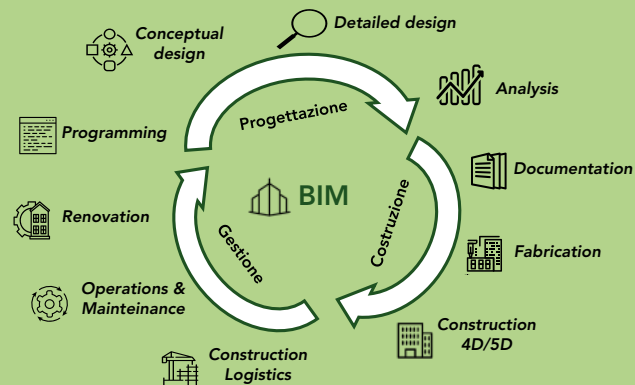 Detailed design
Conceptual
design
Analysis
Progettazione
Programming
Documentation
BIM
Costruzione
Renovation
Gestione
Fabrication
Operations &
Mainteinance
Construction
4D/5D
Construction
Logistics